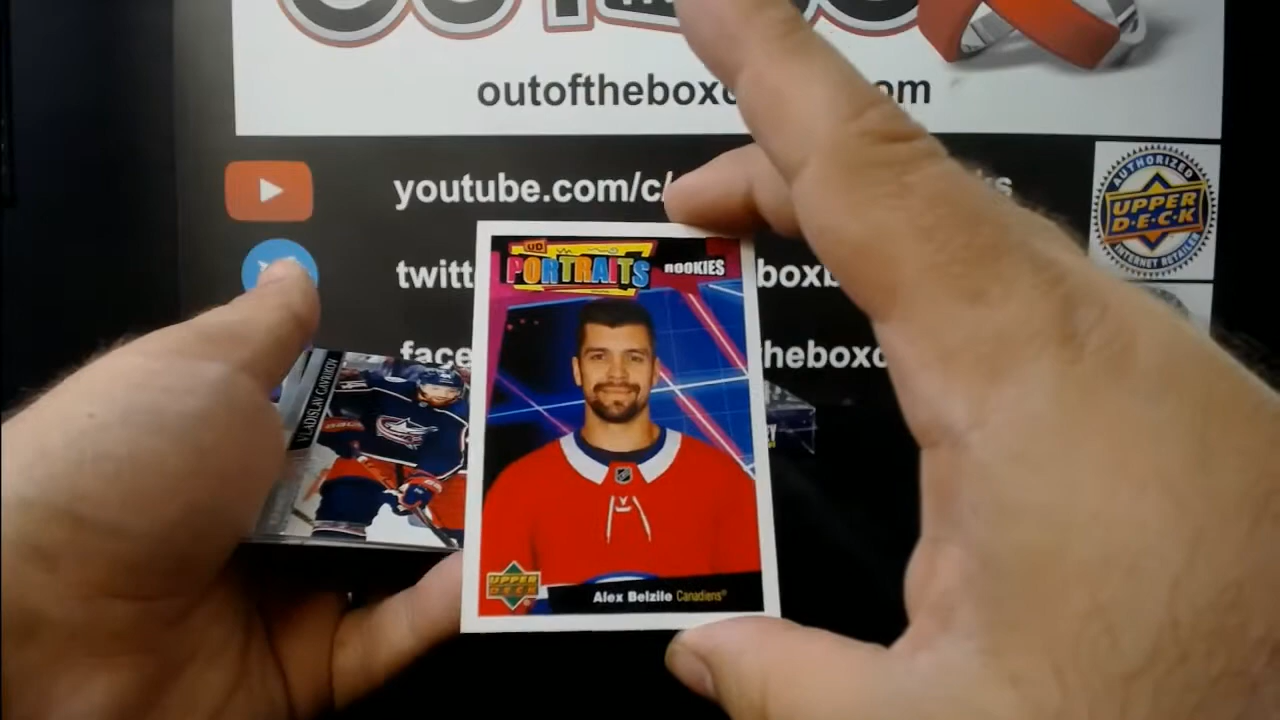 outofthebox
om
youtube.com/c/
ks
AUTHORIZED
UPPER
D·E·C·K
INTERNET RETAILER
twitt
boxb
face
heboxc
UD
PORTRAITS
ROOKIES
VLADISLAV GAVRIKOV
UPPER
DECK
Alex Belzile Canadiens